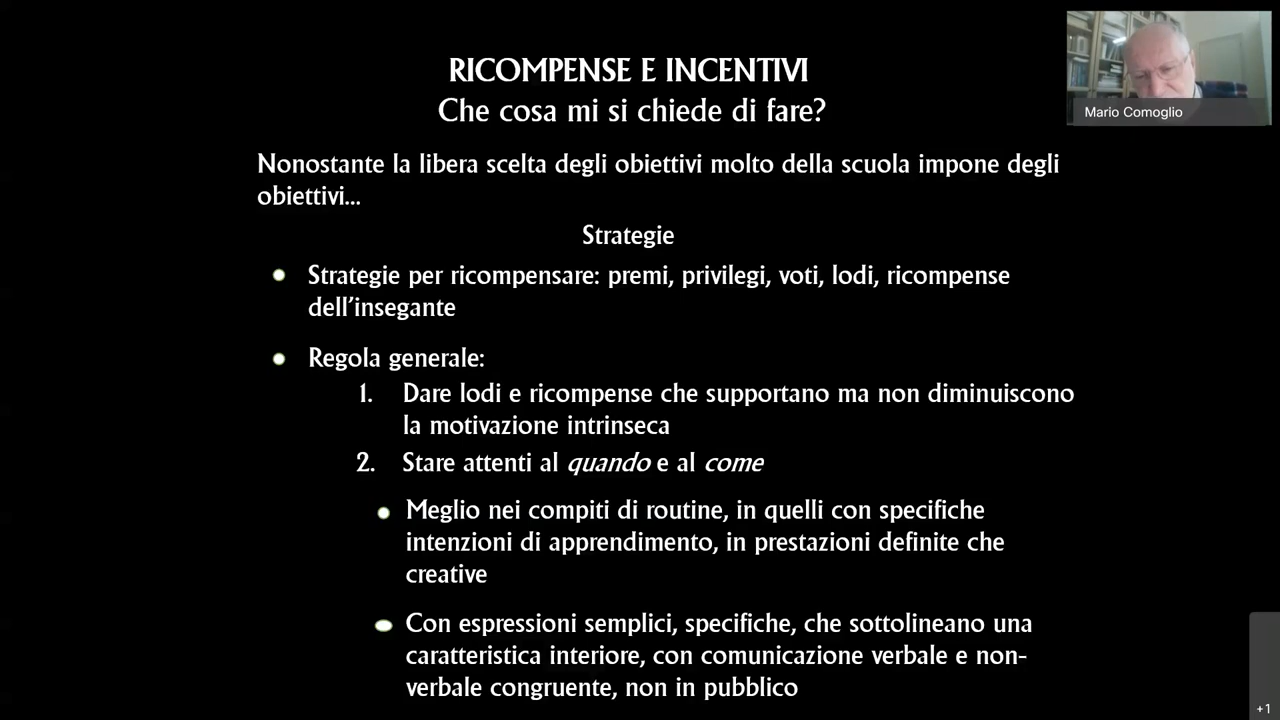 RICOMPENSE E INCENTIVI
Che cosa mi si chiede di fare?
Mario Comoglio
Nonostante la libera scelta degli obiettivi molto della scuola impone degli
obiettivi...
Strategie
Strategie per ricompensare: premi, privilegi, voti, lodi, ricompense
dell'insegante
Regola generale:
1. Dare lodi e ricompense che supportano ma non diminuiscono
la motivazione intrinseca
2. Stare attenti al quando e al come
Meglio nei compiti di routine, in quelli con specifiche
intenzioni di apprendimento, in prestazioni definite che
creative
Con espressioni semplici, specifiche, che sottolineano una
caratteristica interiore, con comunicazione verbale e non-
verbale congruente, non in pubblico
+1